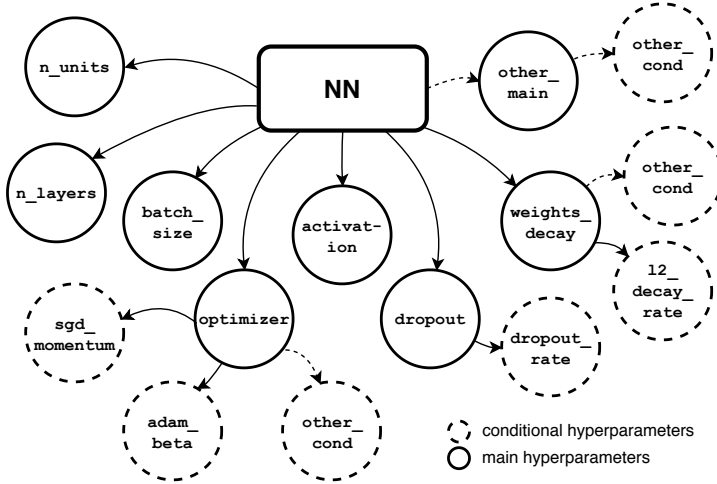 NN
n_units
other_
main
other_
cond
n_layers
batch_
size
activat-
ion
weights_
decay
other_
cond
l2_
decay_
rate
sgd_
momentum
optimizer
dropout
dropout_
rate
adam_
beta
other_
cond
conditional hyperparameters
main hyperparameters